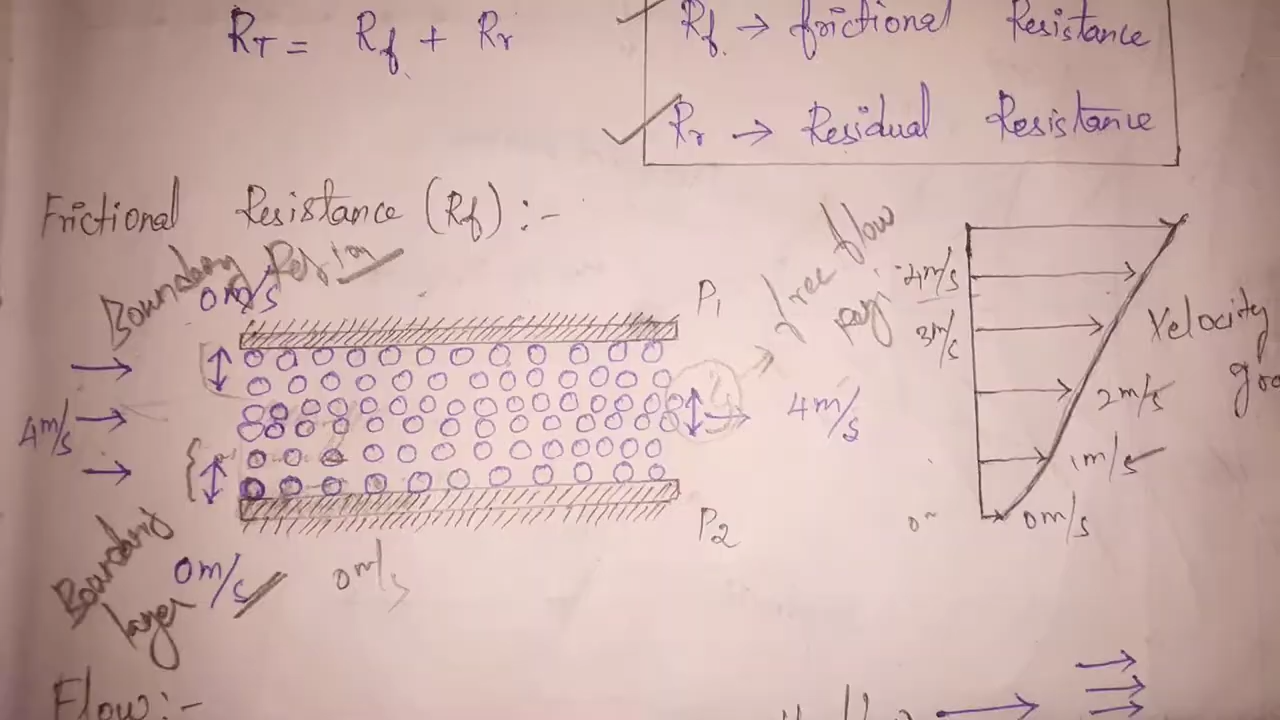 RT = Rf + Rr
Rf → frictional Resistance
Rr → Residual Resistance
Frictional Resistance (Rf) :-
Boundary Region
0m/s
P1
free flow
4m/s
4m/s
3m/s
Velocity
2m/s
1m/s
0m/s
4m/s
P2
Boundary
layer
0m/s
0m/s
Flow :-